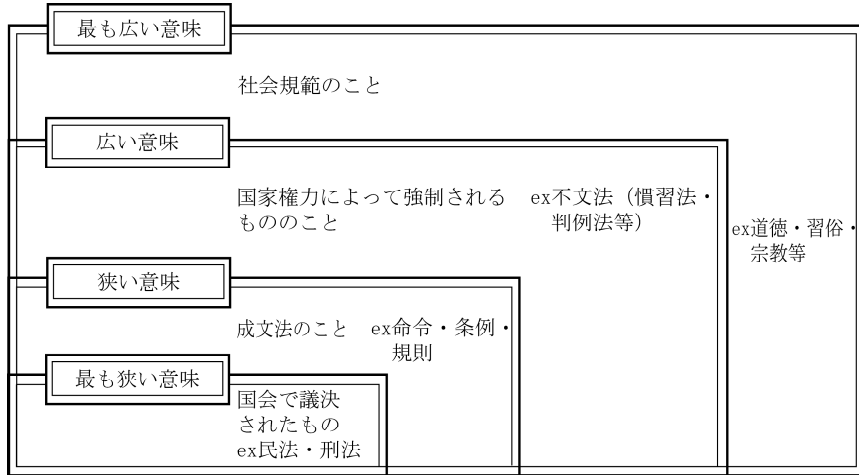 最も広い意味
社会規範のこと
広い意味
国家権力によって強制される
もののこと
ex不文法（慣習法・
判例法等）
ex道徳・習俗・
宗教等
狭い意味
成文法のこと
ex命令・条例・
規則
最も狭い意味
国会で議決
されたもの
ex民法・刑法